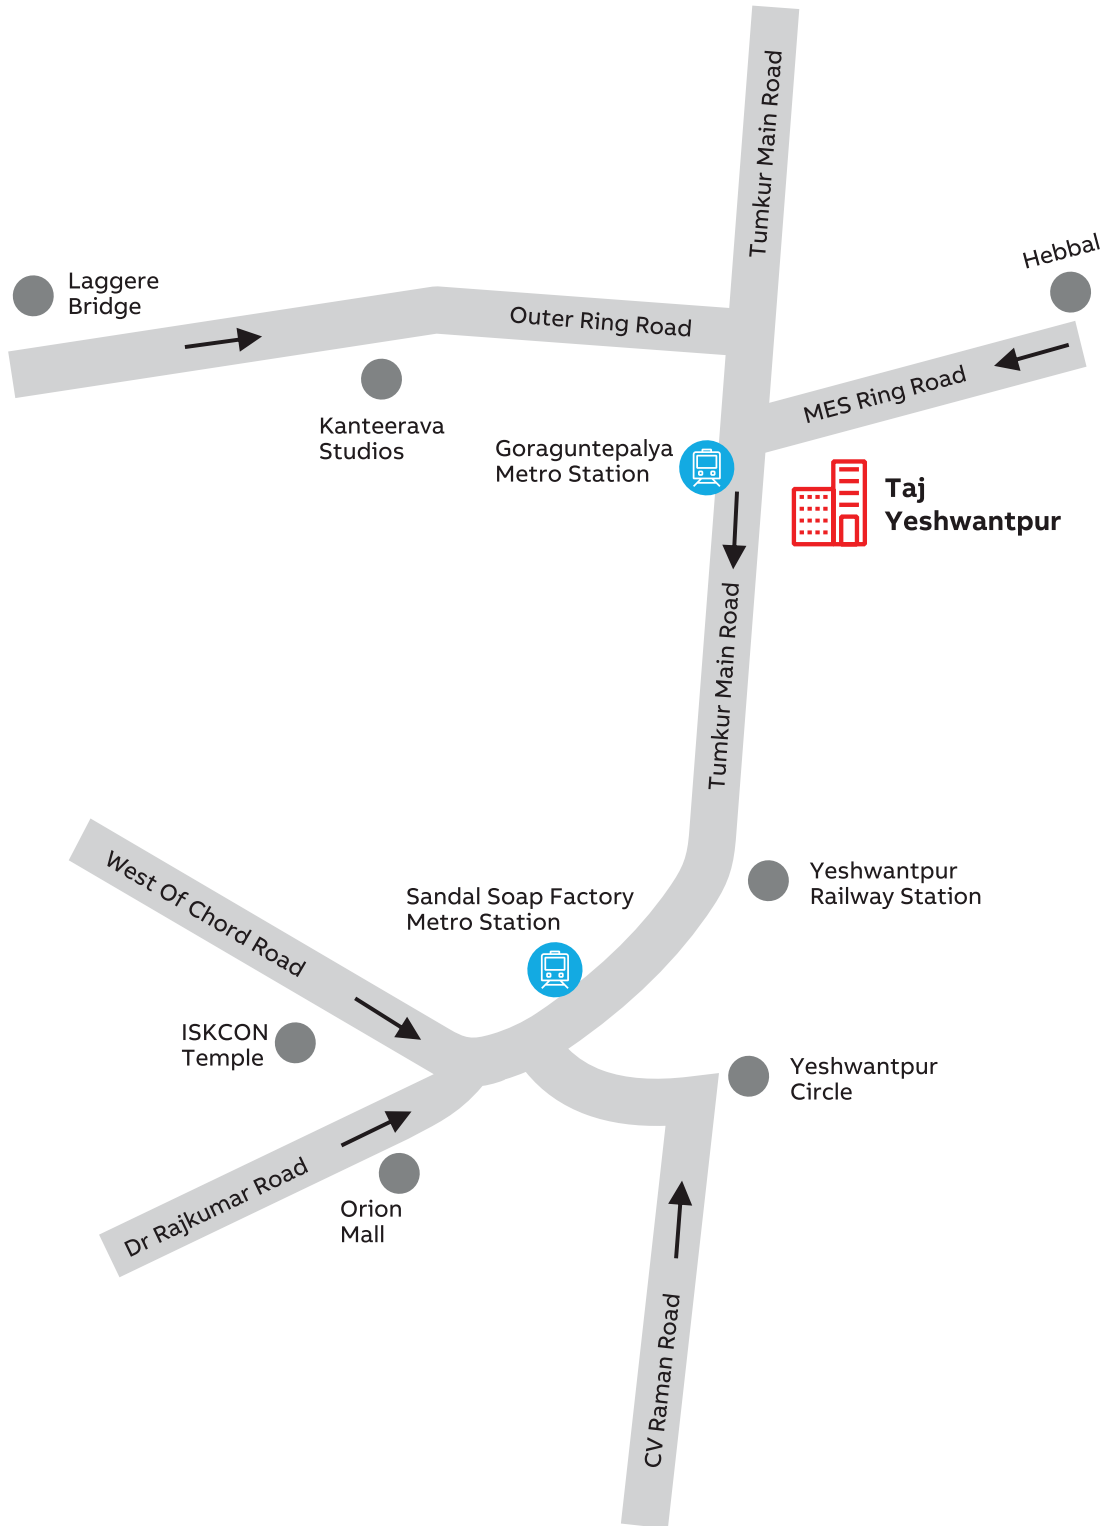 Tumkur Main Road
Hebbal
Laggere
Bridge
Outer Ring Road
MES Ring Road
Kanteerava
Studios
Goraguntepalya
Metro Station
Taj
Yeshwantpur
Tumkur Main Road
West Of Chord Road
Sandal Soap Factory
Metro Station
Yeshwantpur
Railway Station
ISKCON
Temple
Yeshwantpur
Circle
Dr Rajkumar Road
Orion
Mall
CV Raman Road